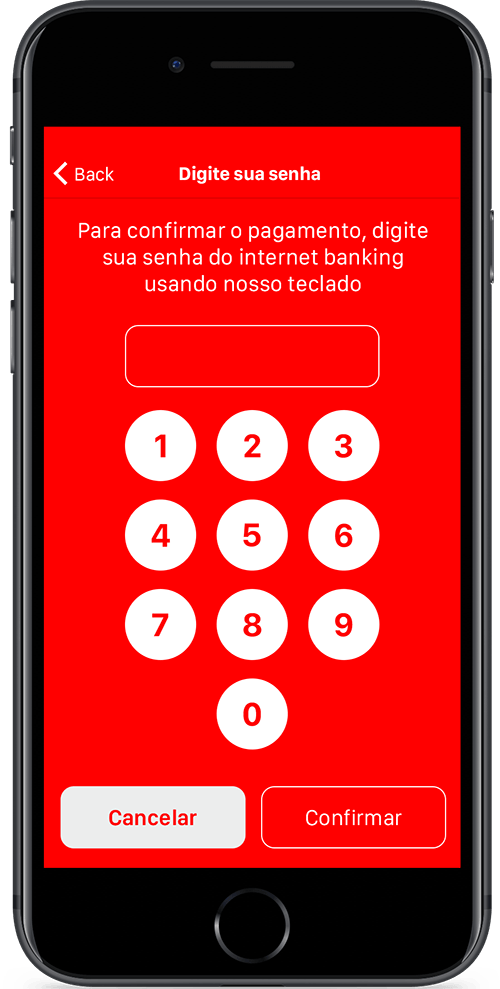 Back
Digite sua senha
Para confirmar o pagamento, digite
sua senha do internet banking
usando nosso teclado
1 2 3
4 5 6
7 8 9
0
Cancelar Confirmar